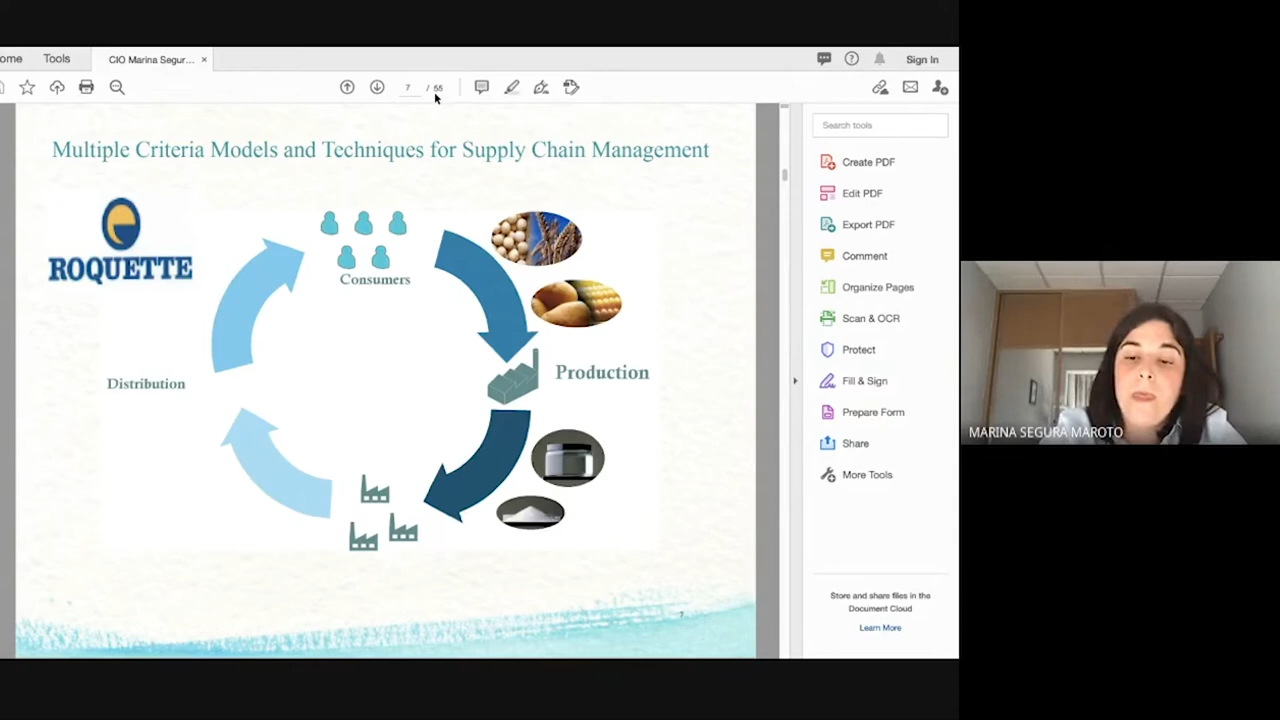 ome
Tools
CIO Marina Segur... ×
Sign In
7 / 55
Multiple Criteria Models and Techniques for Supply Chain Management
ROQUETTE
Consumers
Production
Distribution
7
Search tools
Create PDF
Edit PDF
Export PDF
Comment
Organize Pages
Scan & OCR
Protect
Fill & Sign
Prepare Form
Share
More Tools
Store and share files in the
Document Cloud
Learn More
MARINA SEGURA MAROTO